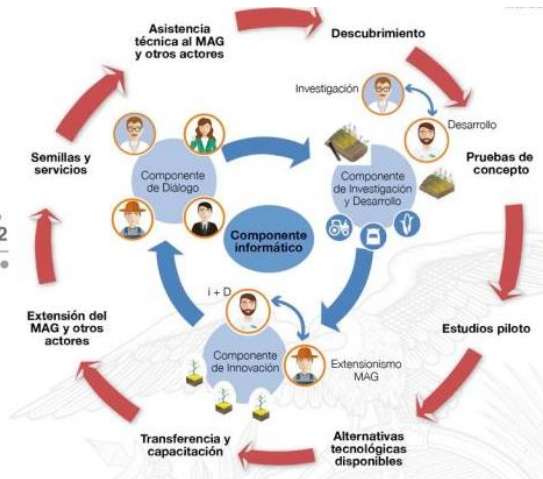 Asistencia
técnica al MAG
y otros actores
Descubrimiento
Investigación
Desarrollo
Pruebas de
concepto
Semillas y
servicios
Componente
de Diálogo
Componente
de Investigación
y Desarrollo
Componente
informático
2
i + D
Extensión del
MAG y otros
actores
Estudios piloto
Componente
de Innovación
Extensionismo
MAG
Transferencia y
capacitación
Alternativas
tecnológicas
disponibles